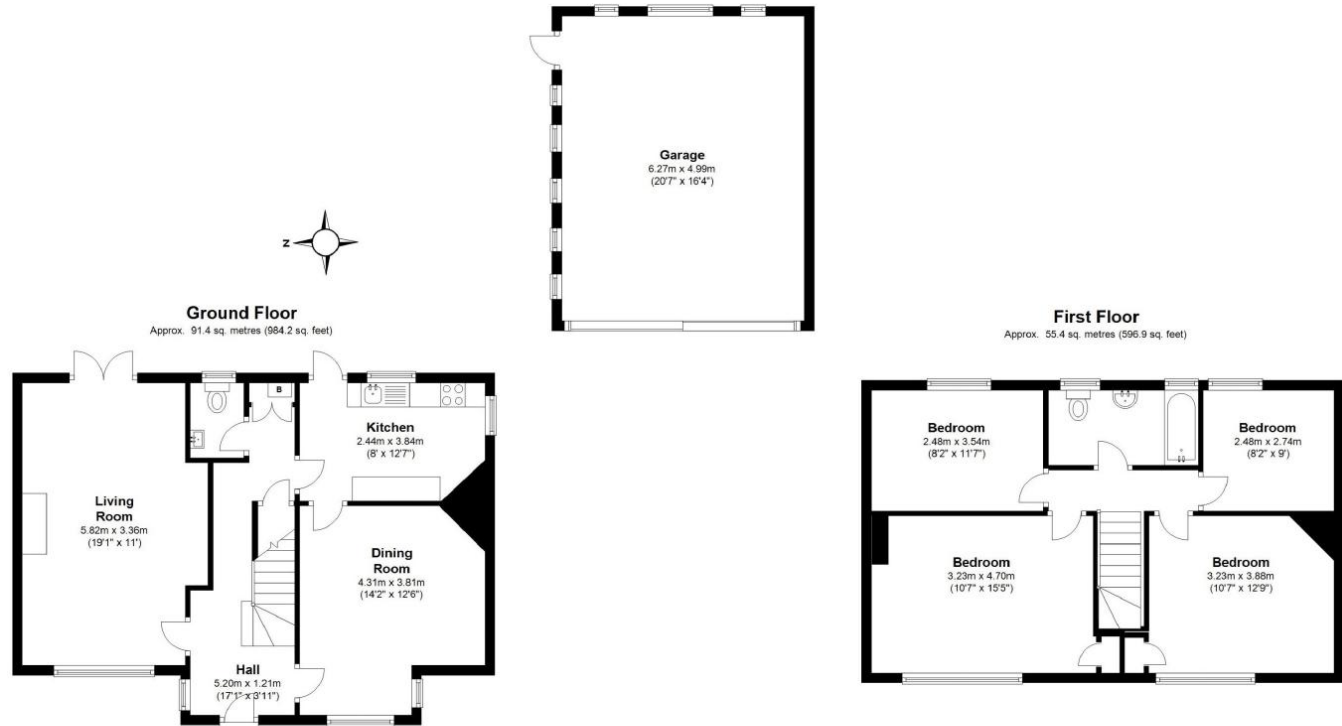 Garage
6.27m x 4.99m
(20'7" x 16'4")
N
Ground Floor
Approx. 91.4 sq. metres (984.2 sq. feet)
B
Kitchen
2.44m x 3.84m
(8' x 12'7")
Living
Room
5.82m x 3.36m
(19'1" x 11')
Dining
Room
4.31m x 3.81m
(14'2" x 12'6")
Hall
5.20m x 1.21m
(17'1" x 3'11")
First Floor
Approx. 55.4 sq. metres (596.9 sq. feet)
Bedroom
2.48m x 3.54m
(8'2" x 11'7")
Bedroom
2.48m x 2.74m
(8'2" x 9')
Bedroom
3.23m x 4.70m
(10'7" x 15'5")
Bedroom
3.23m x 3.88m
(10'7" x 12'9")